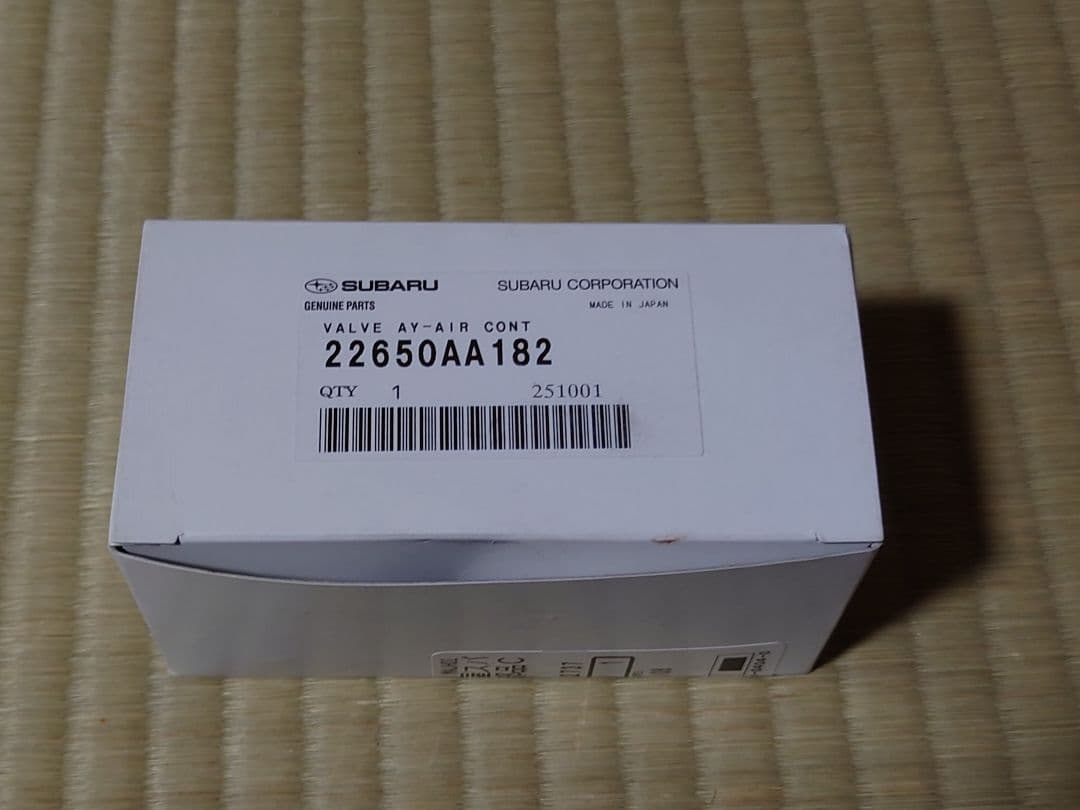 SUBARU SUBARU CORPORATION
GENUINE PARTS MADE IN JAPAN
VALVE AY-AIR CONT
22650AA182
QTY 1 251001